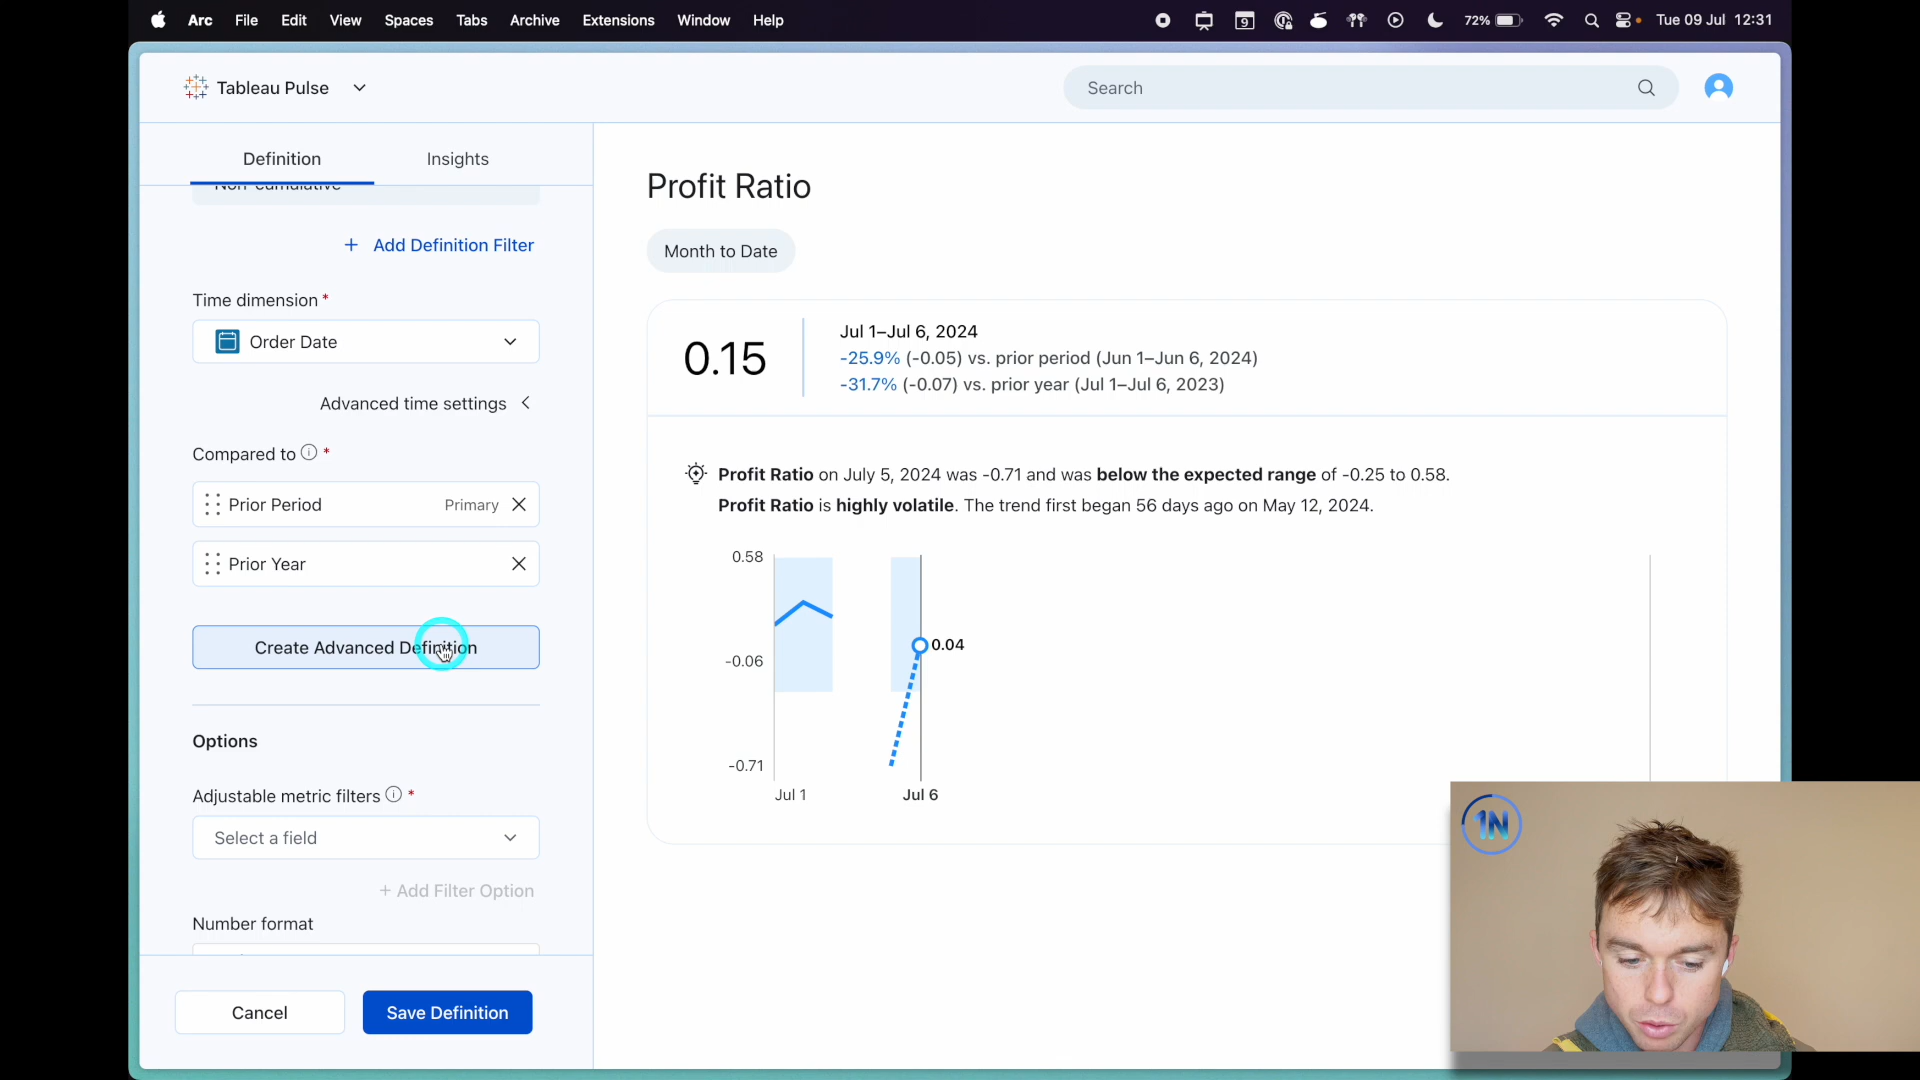 Arc File Edit View Spaces Tabs Archive Extensions Window Help
9 72% Tue 09 Jul 12:31
Tableau Pulse
Search
Definition Insights
Non-cumulative
+ Add Definition Filter
Time dimension *
Order Date
Advanced time settings
Compared to *
Prior Period Primary
Prior Year
Create Advanced Definition
Options
Adjustable metric filters *
Select a field
+ Add Filter Option
Number format
Cancel Save Definition
Profit Ratio
Month to Date
0.15
Jul 1–Jul 6, 2024
-25.9% (-0.05) vs. prior period (Jun 1–Jun 6, 2024)
-31.7% (-0.07) vs. prior year (Jul 1–Jul 6, 2023)
Profit Ratio on July 5, 2024 was -0.71 and was below the expected range of -0.25 to 0.58.
Profit Ratio is highly volatile. The trend first began 56 days ago on May 12, 2024.
0.58
0.04
-0.06
-0.71
Jul 1 Jul 6
1N